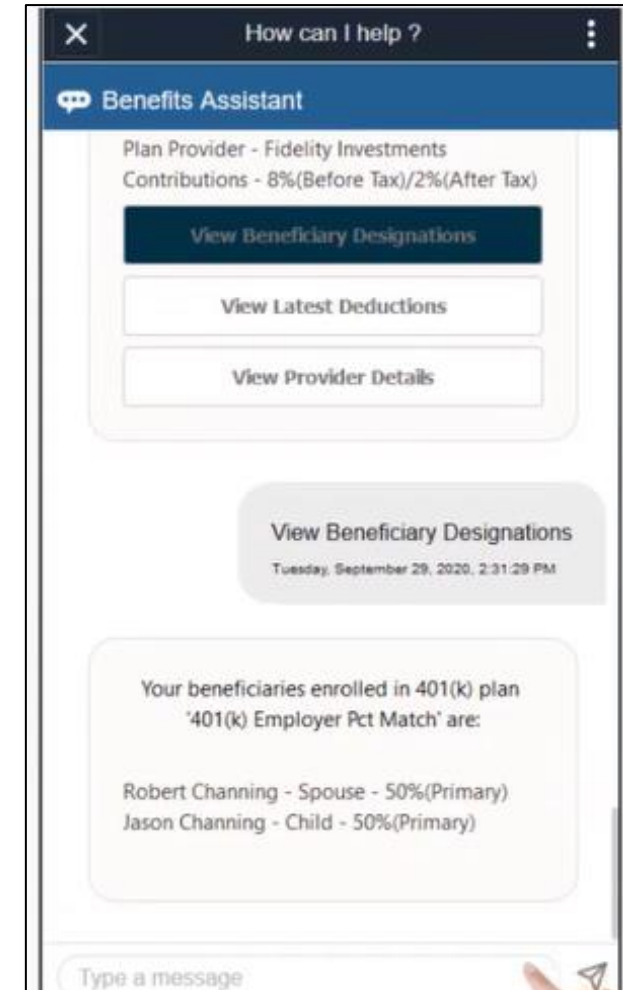 How can I help ?
Benefits Assistant
Plan Provider - Fidelity Investments
Contributions - 8%(Before Tax)/2%(After Tax)
View Beneficiary Designations
View Latest Deductions
View Provider Details
View Beneficiary Designations
Tuesday, September 29, 2020, 2:31:29 PM
Your beneficiaries enrolled in 401(k) plan
'401(k) Employer Pct Match' are:
Robert Channing - Spouse - 50%(Primary)
Jason Channing - Child - 50%(Primary)
Type a message